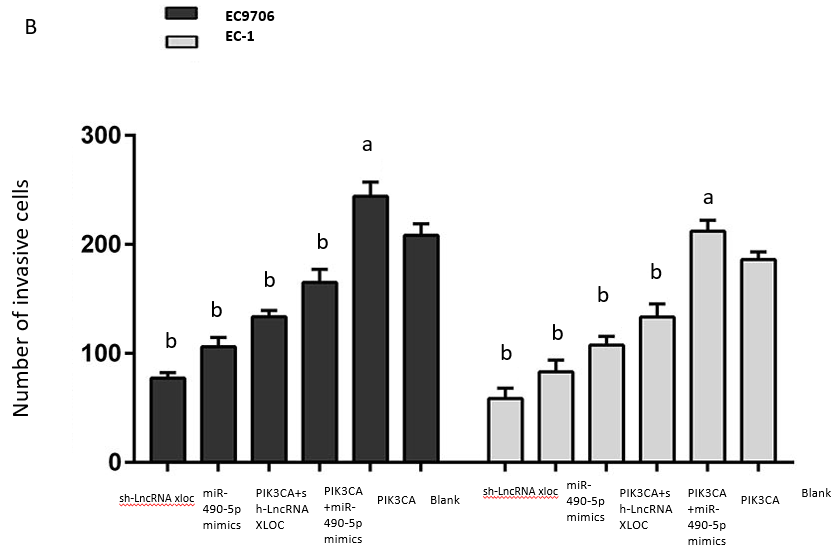 B
EC9706
EC-1
Number of invasive cells
300
200
100
0
a
b
b
b
b
a
b
b
b
b
sh-LncRNA xloc
miR-
490-5p
mimics
PIK3CA+s
h-LncRNA
XLOC
PIK3CA
+miR-
490-5p
mimics
PIK3CA
Blank
sh-LncRNA xloc
miR-
490-5p
mimics
PIK3CA+s
h-LncRNA
XLOC
PIK3CA
+miR-
490-5p
mimics
PIK3CA
Blank